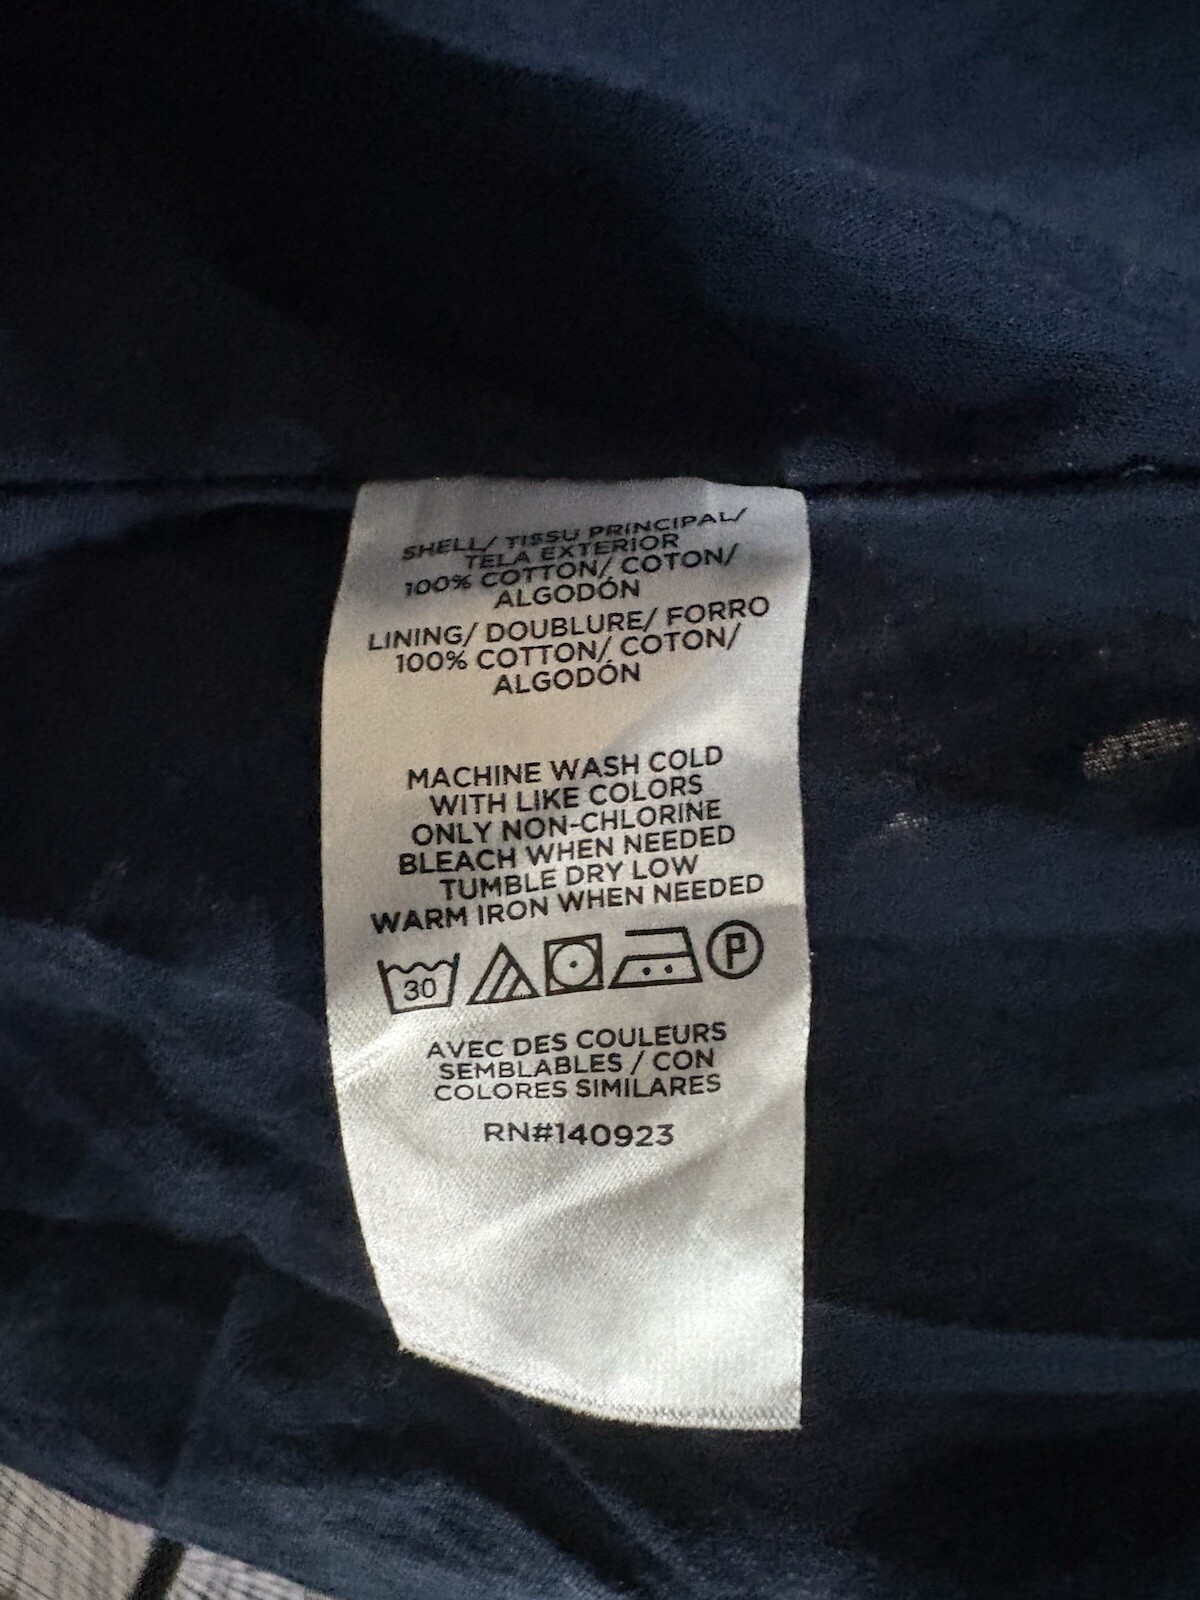 SHELL/ TISSU PRINCIPAL/
TELA EXTERIOR
100% COTTON/ COTON/
ALGODÓN
LINING/ DOUBLURE/ FORRO
100% COTTON/ COTON/
ALGODÓN
MACHINE WASH COLD
WITH LIKE COLORS
ONLY NON-CHLORINE
BLEACH WHEN NEEDED
TUMBLE DRY LOW
WARM IRON WHEN NEEDED
30 P
AVEC DES COULEURS
SEMBLABLES / CON
COLORES SIMILARES
RN#140923